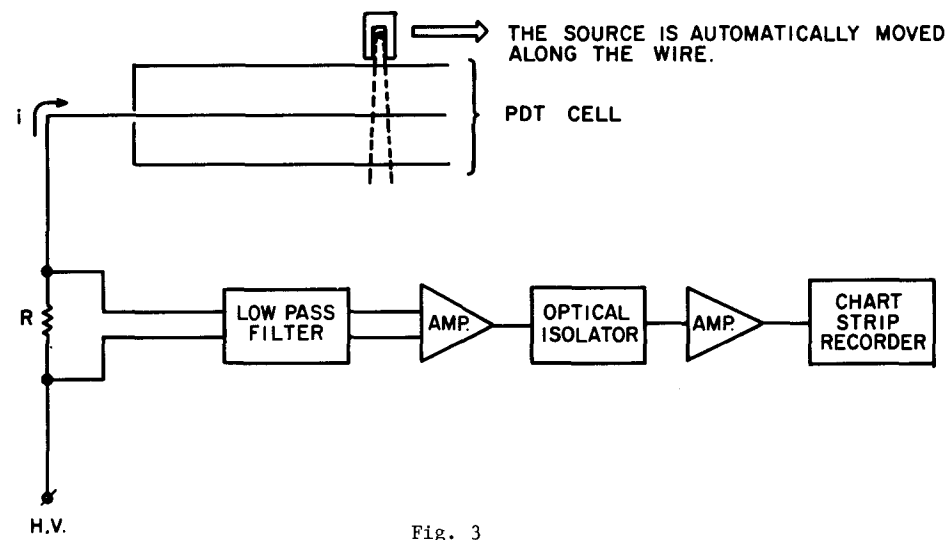 THE SOURCE IS AUTOMATICALLY MOVED
ALONG THE WIRE.
i
PDT CELL
R
LOW PASS
FILTER
AMP.
OPTICAL
ISOLATOR
AMP.
CHART
STRIP
RECORDER
H.V.
Fig. 3